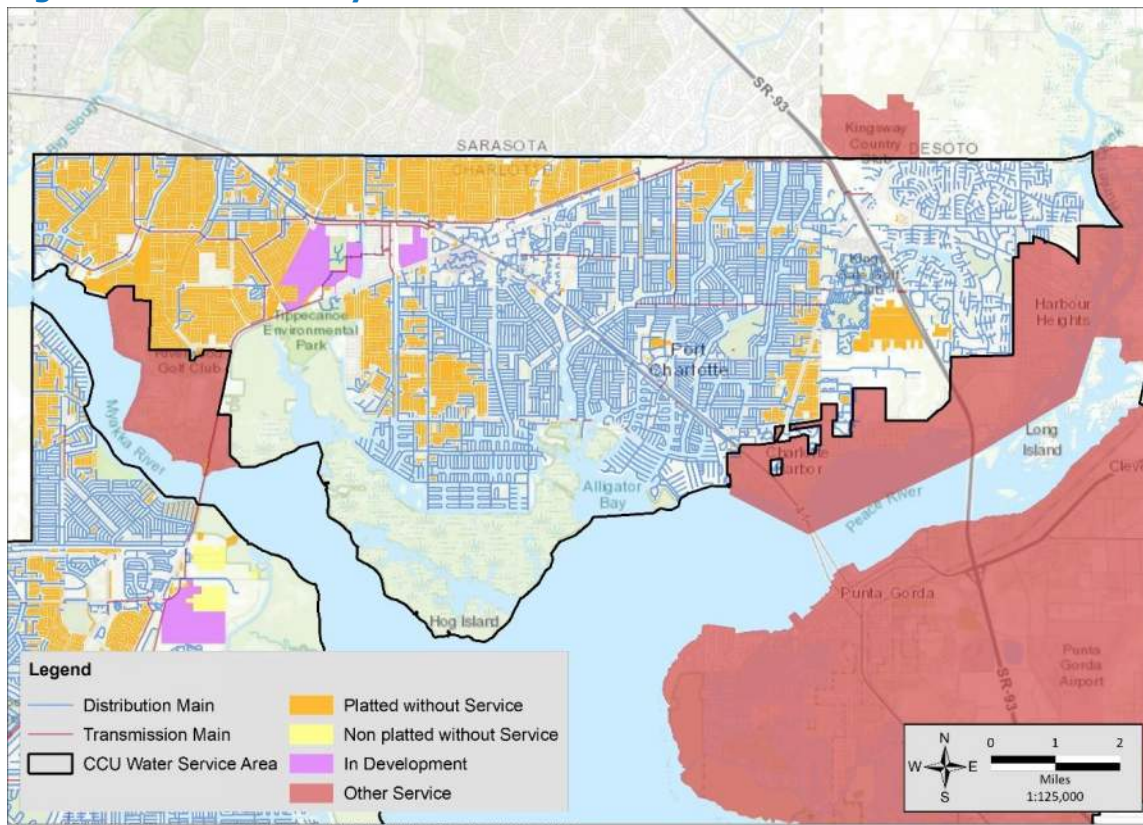 SR-93
Big Slough
Kingsway
Country
SARASOTA
DESOTO
CHARLOTTE
Harbour
Heights
Tippecanoe
Environmental
Park
Port
Charlotte
Golf Club
Myakka River
Long
Island
Charlotte
Harbor
Alligator
Bay
Peace River
Punta Gorda
Hog Island
Punta
Gorda
Airport
SR-93
Legend
Distribution Main
Transmission Main
CCU Water Service Area
Platted without Service
Non platted without Service
In Development
Other Service
N
W E
S
0 1 2
Miles
1:125,000